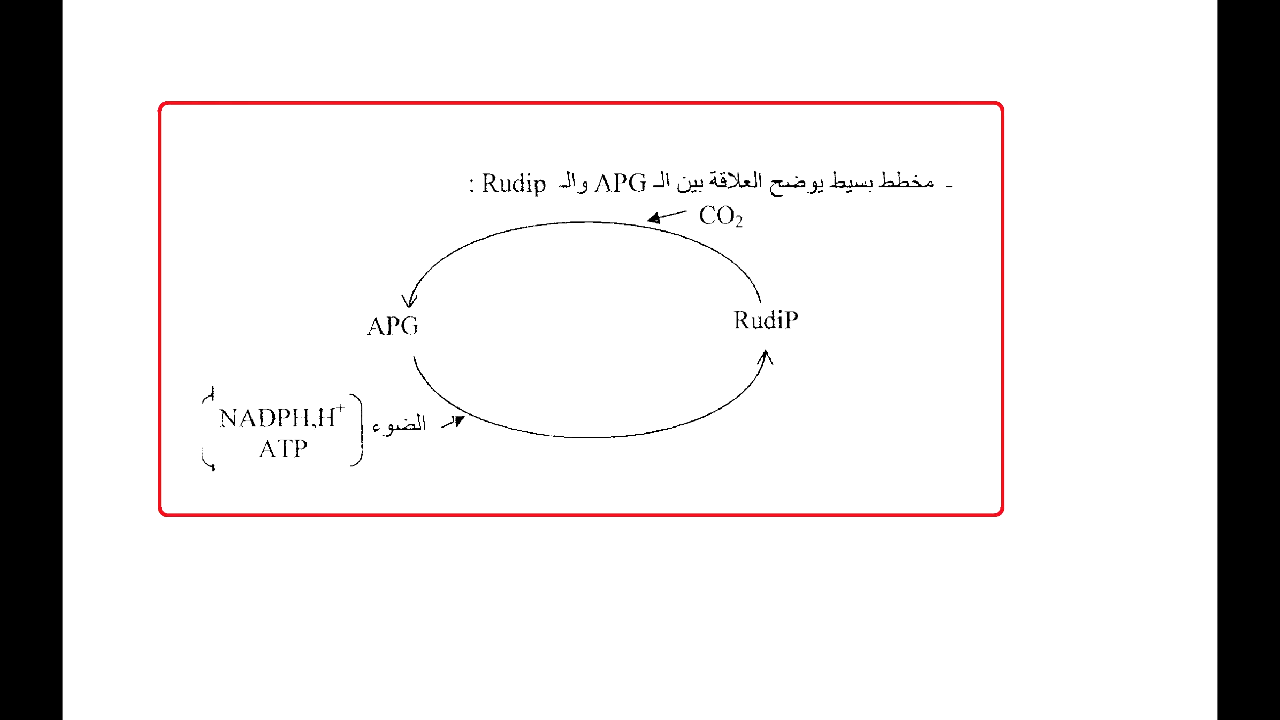 - مخطط بسيط يوضح العلاقة بين الـ APG والـ Rudip :
CO₂
RudiP
APG
الضوء
NADPH,H⁺
ATP